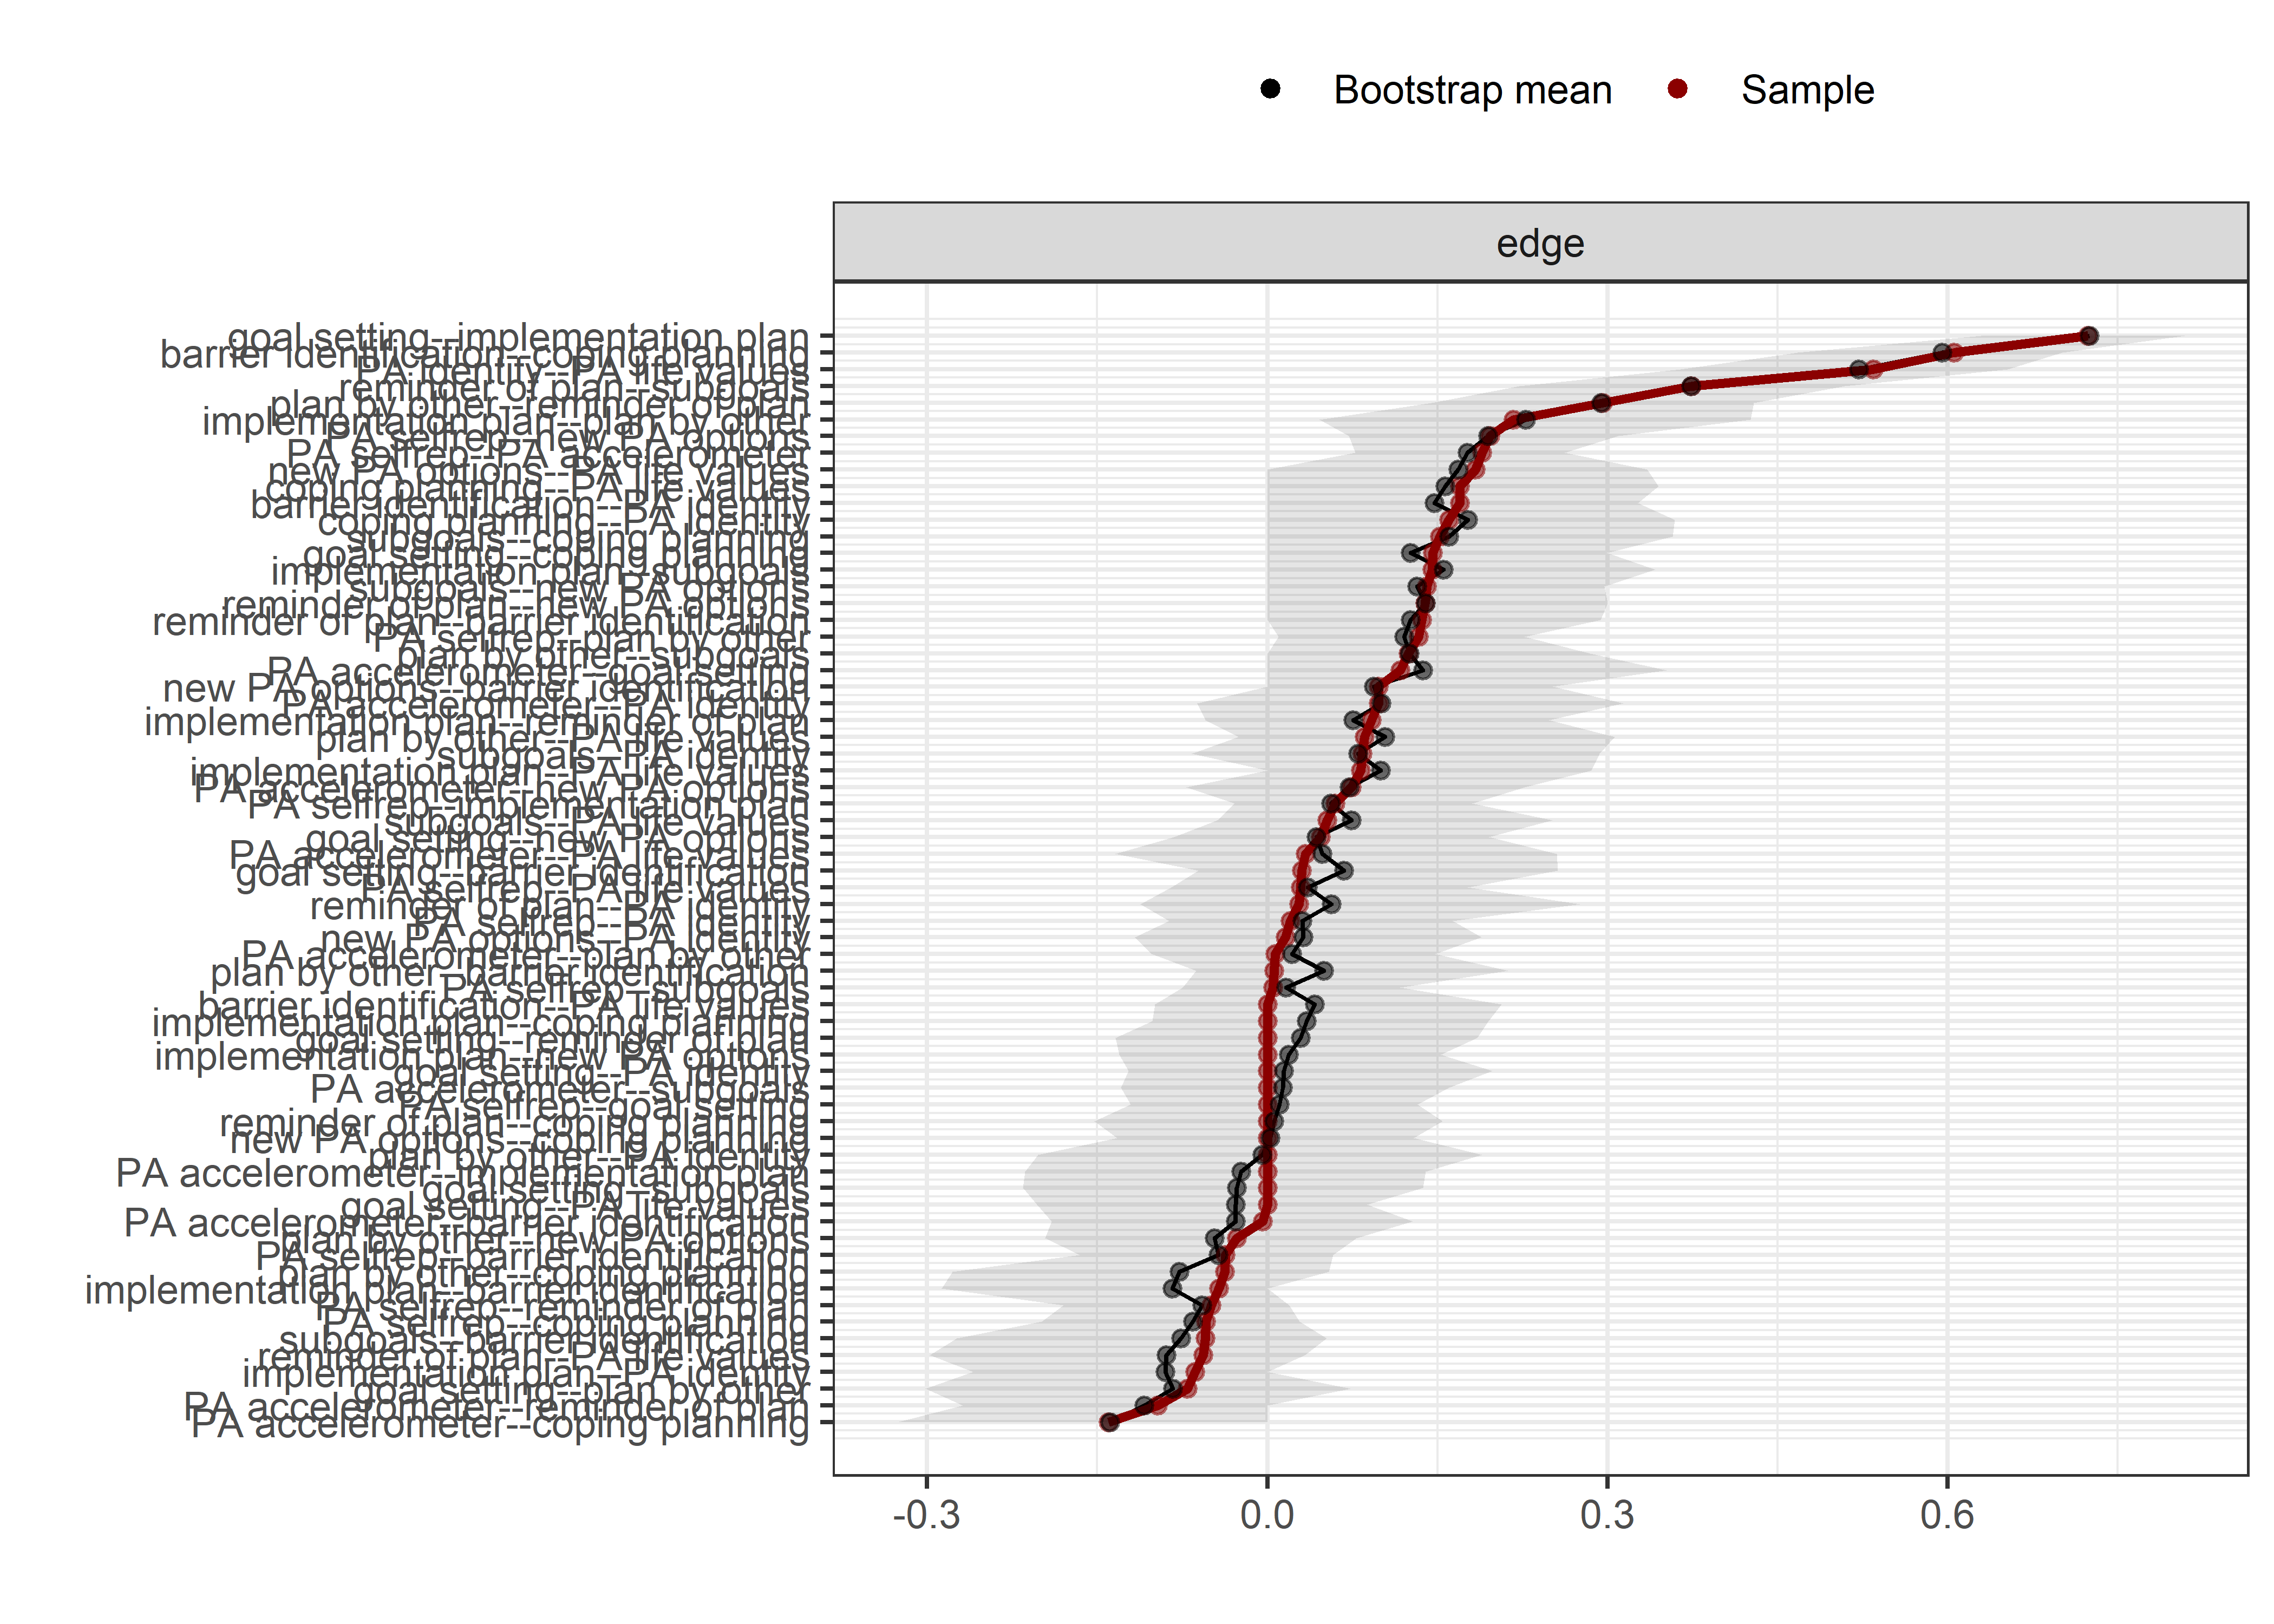 Bootstrap mean
Sample
edge
goal setting--implementation plan
barrier identification--coping planning
PA identity--PA life values
reminder of plan--subgoals
plan by other--reminder of plan
implementation plan--plan by other
PA selfrep--new PA options
PA selfrep--PA accelerometer
new PA options--PA life values
coping planning--PA life values
barrier identification--PA identity
coping planning--PA identity
subgoals--coping planning
goal setting--coping planning
implementation plan--subgoals
subgoals--new PA options
reminder of plan--new PA options
reminder of plan--barrier identification
PA selfrep--plan by other
plan by other--subgoals
PA accelerometer--goal setting
new PA options--barrier identification
PA accelerometer--PA identity
implementation plan--reminder of plan
plan by other--PA life values
subgoals--PA identity
implementation plan--PA life values
PA accelerometer--new PA options
PA selfrep--implementation plan
subgoals--PA life values
goal setting--new PA options
PA accelerometer--PA life values
goal setting--barrier identification
PA selfrep--PA life values
reminder of plan--PA identity
PA selfrep--PA identity
new PA options--PA identity
PA accelerometer--plan by other
plan by other--barrier identification
PA selfrep--subgoals
barrier identification--PA life values
implementation plan--coping planning
goal setting--reminder of plan
implementation plan--new PA options
goal setting--PA identity
PA accelerometer--subgoals
PA selfrep--goal setting
reminder of plan--coping planning
new PA options--coping planning
plan by other--PA identity
PA accelerometer--implementation plan
goal setting--subgoals
goal setting--PA life values
PA accelerometer--barrier identification
plan by other--new PA options
PA selfrep--barrier identification
plan by other--coping planning
implementation plan--barrier identification
PA selfrep--reminder of plan
PA selfrep--coping planning
subgoals--barrier identification
reminder of plan--PA life values
implementation plan--PA identity
goal setting--plan by other
PA accelerometer--reminder of plan
PA accelerometer--coping planning
-0.3
0.0
0.3
0.6